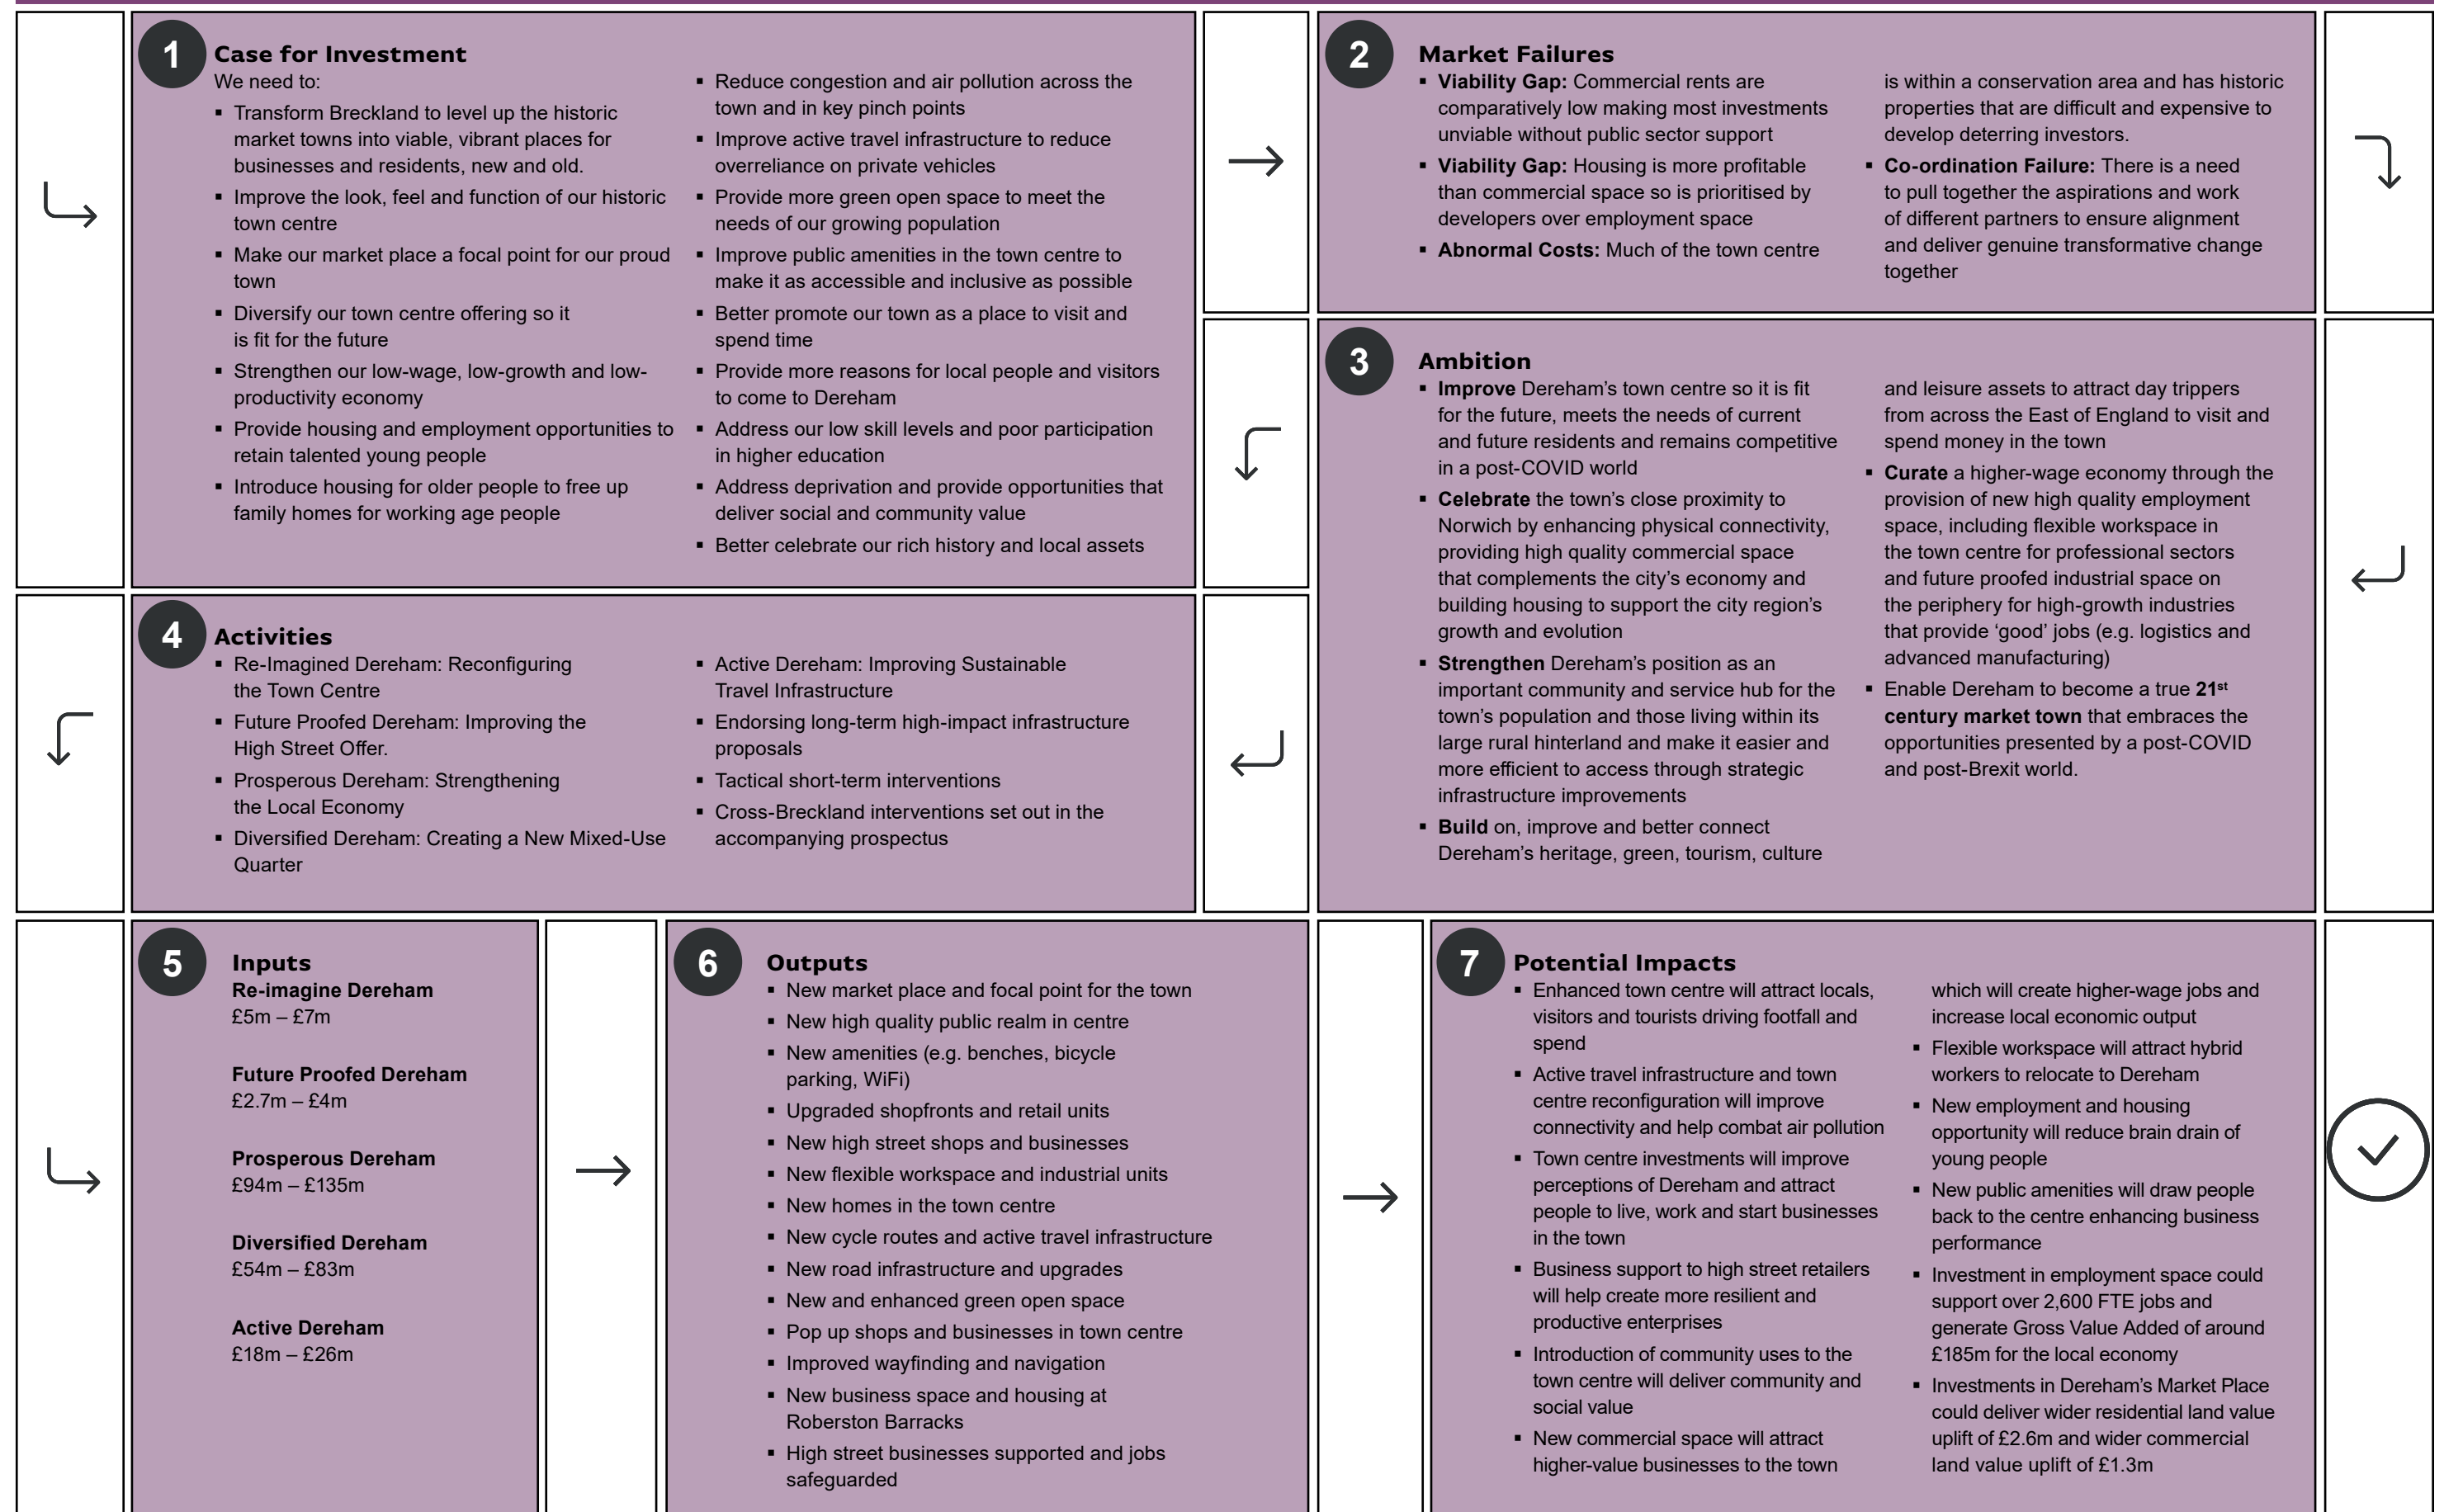 1
Case for Investment
We need to:
▪ Transform Breckland to level up the historic
market towns into viable, vibrant places for
businesses and residents, new and old.
▪ Improve the look, feel and function of our historic
town centre
▪ Make our market place a focal point for our proud
town
▪ Diversify our town centre offering so it
is fit for the future
▪ Strengthen our low-wage, low-growth and low-
productivity economy
▪ Provide housing and employment opportunities to
retain talented young people
▪ Introduce housing for older people to free up
family homes for working age people
▪ Reduce congestion and air pollution across the
town and in key pinch points
▪ Improve active travel infrastructure to reduce
overreliance on private vehicles
▪ Provide more green open space to meet the
needs of our growing population
▪ Improve public amenities in the town centre to
make it as accessible and inclusive as possible
▪ Better promote our town as a place to visit and
spend time
▪ Provide more reasons for local people and visitors
to come to Dereham
▪ Address our low skill levels and poor participation
in higher education
▪ Address deprivation and provide opportunities that
deliver social and community value
▪ Better celebrate our rich history and local assets
2
Market Failures
▪ Viability Gap: Commercial rents are
comparatively low making most investments
unviable without public sector support
▪ Viability Gap: Housing is more profitable
than commercial space so is prioritised by
developers over employment space
▪ Abnormal Costs: Much of the town centre
is within a conservation area and has historic
properties that are difficult and expensive to
develop deterring investors.
▪ Co-ordination Failure: There is a need
to pull together the aspirations and work
of different partners to ensure alignment
and deliver genuine transformative change
together
3
Ambition
▪ Improve Dereham's town centre so it is fit
for the future, meets the needs of current
and future residents and remains competitive
in a post-COVID world
▪ Celebrate the town's close proximity to
Norwich by enhancing physical connectivity,
providing high quality commercial space
that complements the city's economy and
building housing to support the city region's
growth and evolution
▪ Strengthen Dereham's position as an
important community and service hub for the
town's population and those living within its
large rural hinterland and make it easier and
more efficient to access through strategic
infrastructure improvements
▪ Build on, improve and better connect
Dereham's heritage, green, tourism, culture
and leisure assets to attract day trippers
from across the East of England to visit and
spend money in the town
▪ Curate a higher-wage economy through the
provision of new high quality employment
space, including flexible workspace in
the town centre for professional sectors
and future proofed industrial space on
the periphery for high-growth industries
that provide 'good' jobs (e.g. logistics and
advanced manufacturing)
▪ Enable Dereham to become a true 21st
century market town that embraces the
opportunities presented by a post-COVID
and post-Brexit world.
4
Activities
▪ Re-Imagined Dereham: Reconfiguring
the Town Centre
▪ Future Proofed Dereham: Improving the
High Street Offer.
▪ Prosperous Dereham: Strengthening
the Local Economy
▪ Diversified Dereham: Creating a New Mixed-Use
Quarter
▪ Active Dereham: Improving Sustainable
Travel Infrastructure
▪ Endorsing long-term high-impact infrastructure
proposals
▪ Tactical short-term interventions
▪ Cross-Breckland interventions set out in the
accompanying prospectus
5
Inputs
Re-imagine Dereham
£5m – £7m
Future Proofed Dereham
£2.7m – £4m
Prosperous Dereham
£94m – £135m
Diversified Dereham
£54m – £83m
Active Dereham
£18m – £26m
6
Outputs
▪ New market place and focal point for the town
▪ New high quality public realm in centre
▪ New amenities (e.g. benches, bicycle
parking, WiFi)
▪ Upgraded shopfronts and retail units
▪ New high street shops and businesses
▪ New flexible workspace and industrial units
▪ New homes in the town centre
▪ New cycle routes and active travel infrastructure
▪ New road infrastructure and upgrades
▪ New and enhanced green open space
▪ Pop up shops and businesses in town centre
▪ Improved wayfinding and navigation
▪ New business space and housing at
Roberston Barracks
▪ High street businesses supported and jobs
safeguarded
7
Potential Impacts
▪ Enhanced town centre will attract locals,
visitors and tourists driving footfall and
spend
▪ Active travel infrastructure and town
centre reconfiguration will improve
connectivity and help combat air pollution
▪ Town centre investments will improve
perceptions of Dereham and attract
people to live, work and start businesses
in the town
▪ Business support to high street retailers
will help create more resilient and
productive enterprises
▪ Introduction of community uses to the
town centre will deliver community and
social value
▪ New commercial space will attract
higher-value businesses to the town
which will create higher-wage jobs and
increase local economic output
▪ Flexible workspace will attract hybrid
workers to relocate to Dereham
▪ New employment and housing
opportunity will reduce brain drain of
young people
▪ New public amenities will draw people
back to the centre enhancing business
performance
▪ Investment in employment space could
support over 2,600 FTE jobs and
generate Gross Value Added of around
£185m for the local economy
▪ Investments in Dereham's Market Place
could deliver wider residential land value
uplift of £2.6m and wider commercial
land value uplift of £1.3m